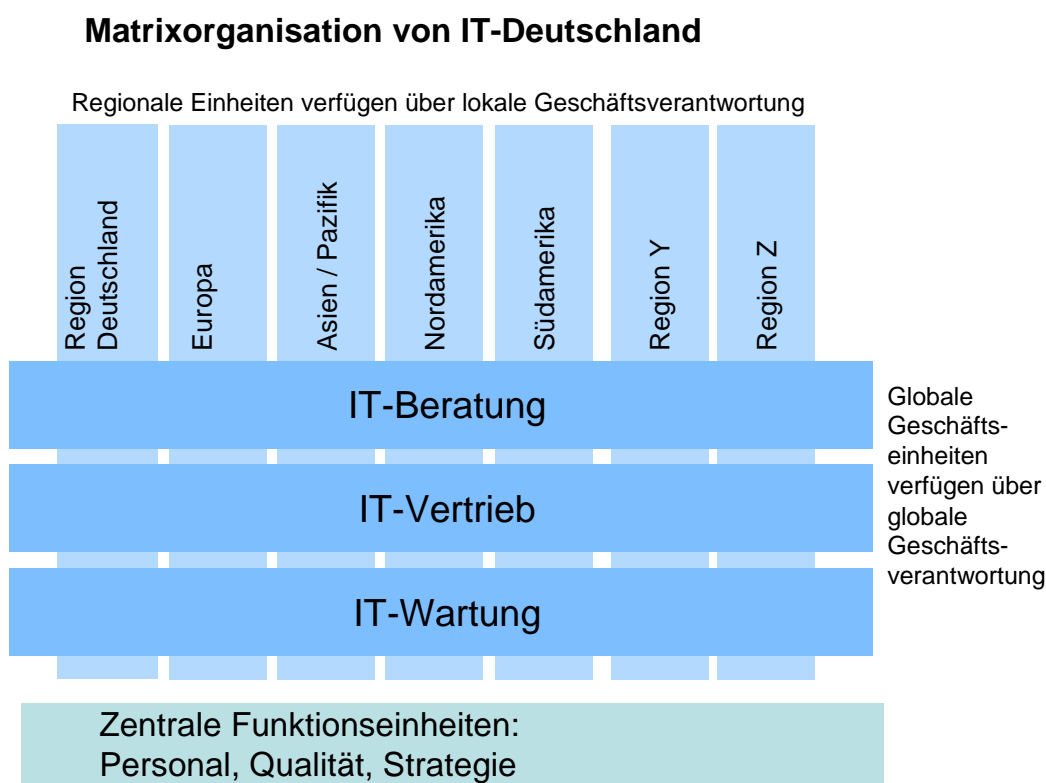 Matrixorganisation von IT-Deutschland
Regionale Einheiten verfügen über lokale Geschäftsverantwortung
Region
Deutschland
Europa
Asien / Pazifik
Nordamerika
Südamerika
Region Y
Region Z
IT-Beratung
IT-Vertrieb
IT-Wartung
Globale
Geschäfts-
einheiten
verfügen über
globale
Geschäfts-
verantwortung
Zentrale Funktionseinheiten:
Personal, Qualität, Strategie